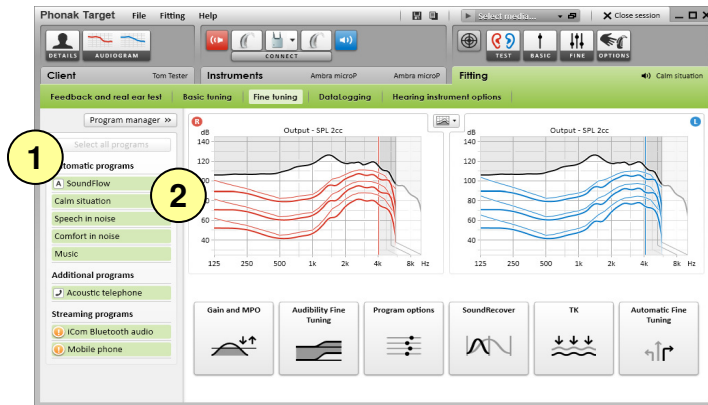 Phonak Target File Fitting Help
Select media... Close session
DETAILS AUDIOGRAM CONNECT TEST BASIC FINE OPTIONS
Client Tom Tester Instruments Ambra microP Ambra microP Fitting Calm situation
Feedback and real ear test Basic tuning Fine tuning DataLogging Hearing instrument options
Program manager »
Select all programs
1
Automatic programs
A SoundFlow
Calm situation
Speech in noise
Comfort in noise
Music
Additional programs
Acoustic telephone
Streaming programs
iCom Bluetooth audio
Mobile phone
2
R
dB Output - SPL 2cc
140
120
100
80
60
40
125 250 500 1k 2k 4k 8k Hz
L
dB Output - SPL 2cc
140
120
100
80
60
40
125 250 500 1k 2k 4k 8k Hz
Gain and MPO
Audibility Fine
Tuning
Program options
SoundRecover
TK
Automatic Fine
Tuning